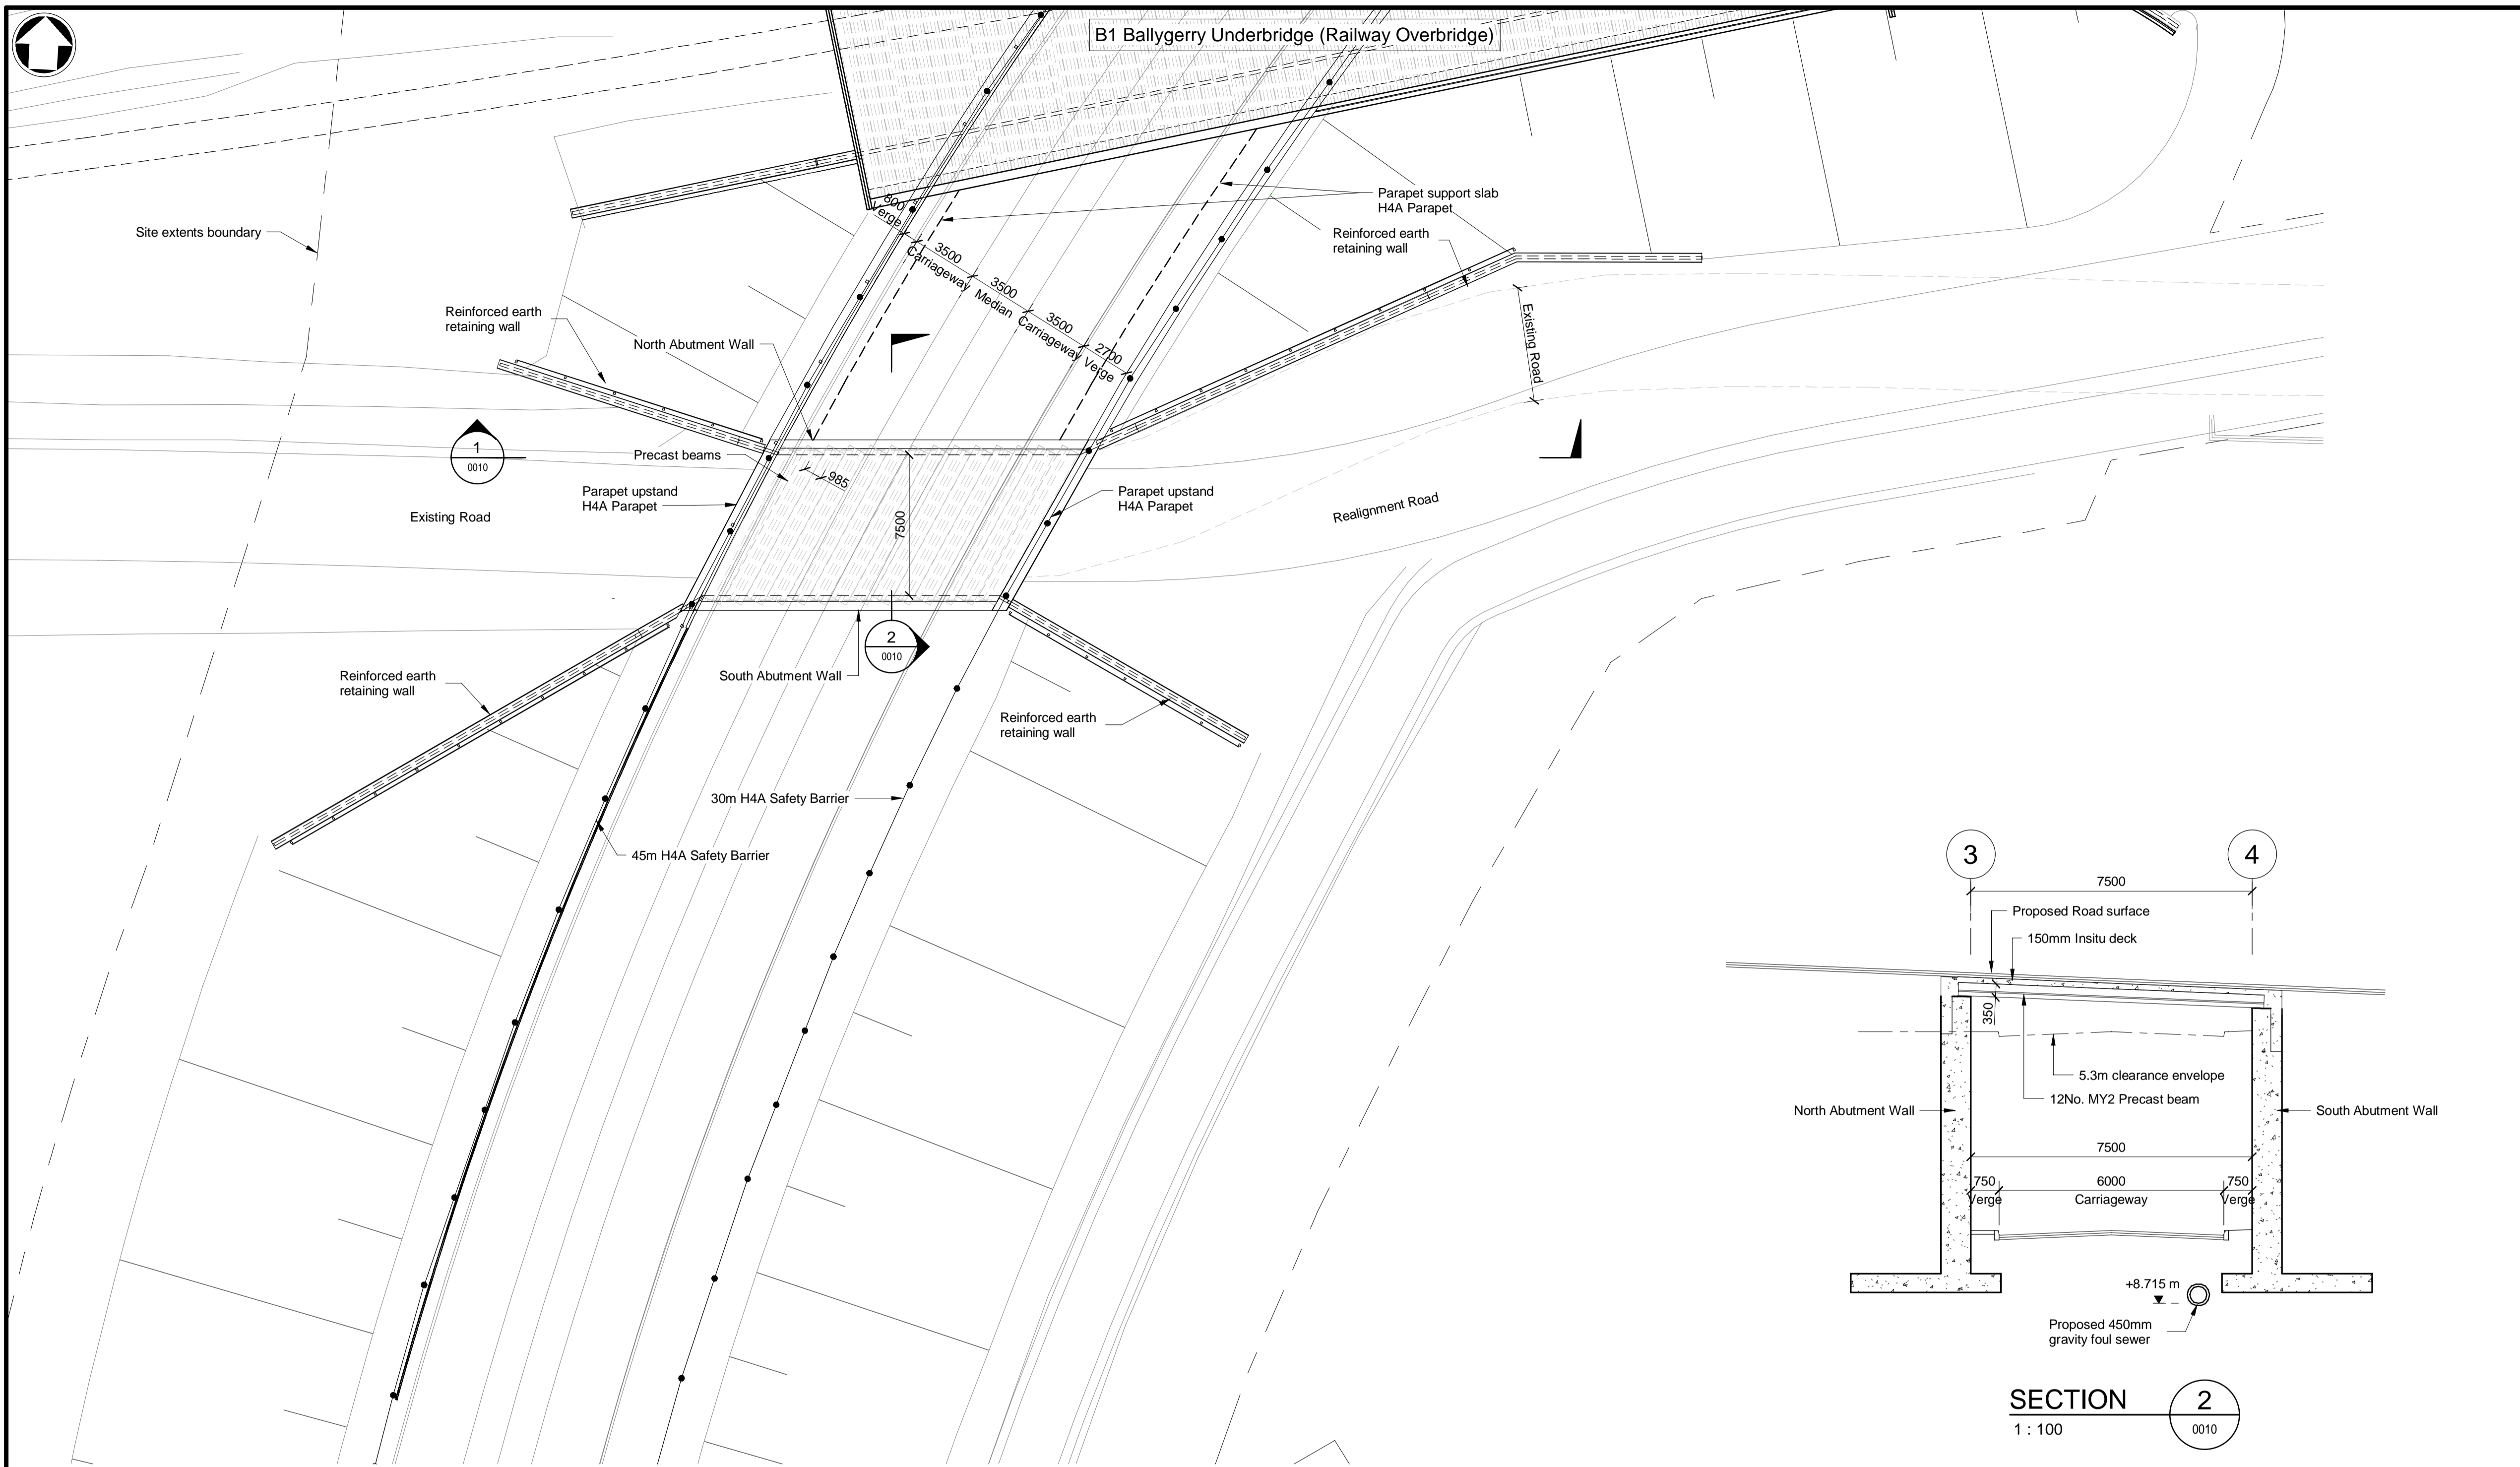 B1 Ballygerry Underbridge (Railway Overbridge)
Site extents boundary
800
Verge
3500
Carriageway
3500
Median
3500
Carriageway
2700
Verge
Parapet support slab
H4A Parapet
Reinforced earth
retaining wall
Existing Road
Reinforced earth
retaining wall
North Abutment Wall
1
0010
Precast beams
985
Parapet upstand
H4A Parapet
7500
Parapet upstand
H4A Parapet
Existing Road
Realignment Road
2
0010
South Abutment Wall
Reinforced earth
retaining wall
Reinforced earth
retaining wall
30m H4A Safety Barrier
45m H4A Safety Barrier
3
4
7500
Proposed Road surface
150mm Insitu deck
350
5.3m clearance envelope
12No. MY2 Precast beam
North Abutment Wall
South Abutment Wall
7500
750
6000
750
Verge
Carriageway
Verge
+8.715 m
Proposed 450mm
gravity foul sewer
SECTION
2
0010
1 : 100